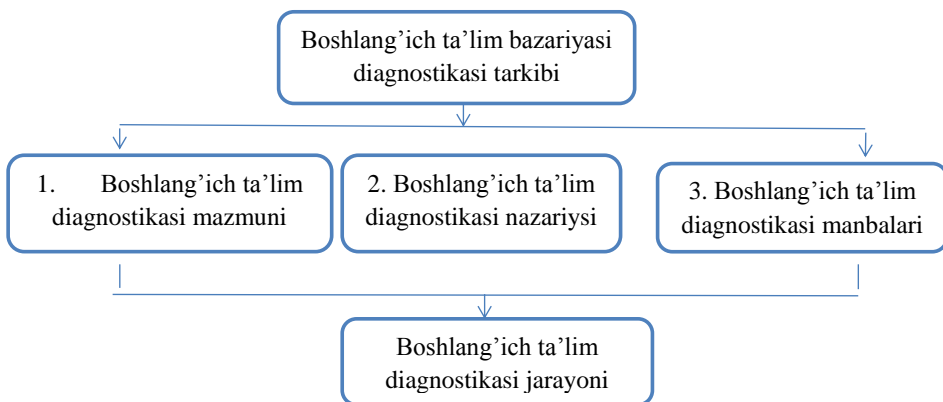 Boshlang’ich ta’lim bazariyasi
diagnostikasi tarkibi
1. Boshlang’ich ta’lim
diagnostikasi mazmuni
2. Boshlang’ich ta’lim
diagnostikasi nazariysi
3. Boshlang’ich ta’lim
diagnostikasi manbalari
Boshlang’ich ta’lim
diagnostikasi jarayoni